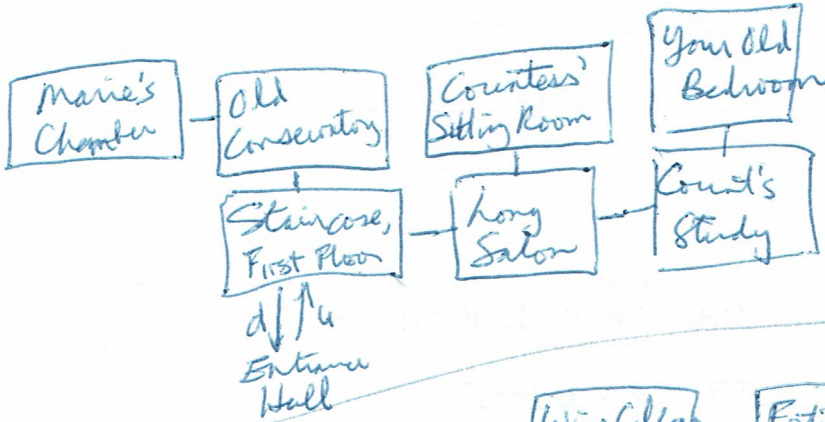 Marie's
Chamber
Old
Conservatory
Countess'
Sitting Room
Your Old
Bedroom
Staircase,
First Floor
Long
Salon
Count's
Study
d u
Entrance
Hall